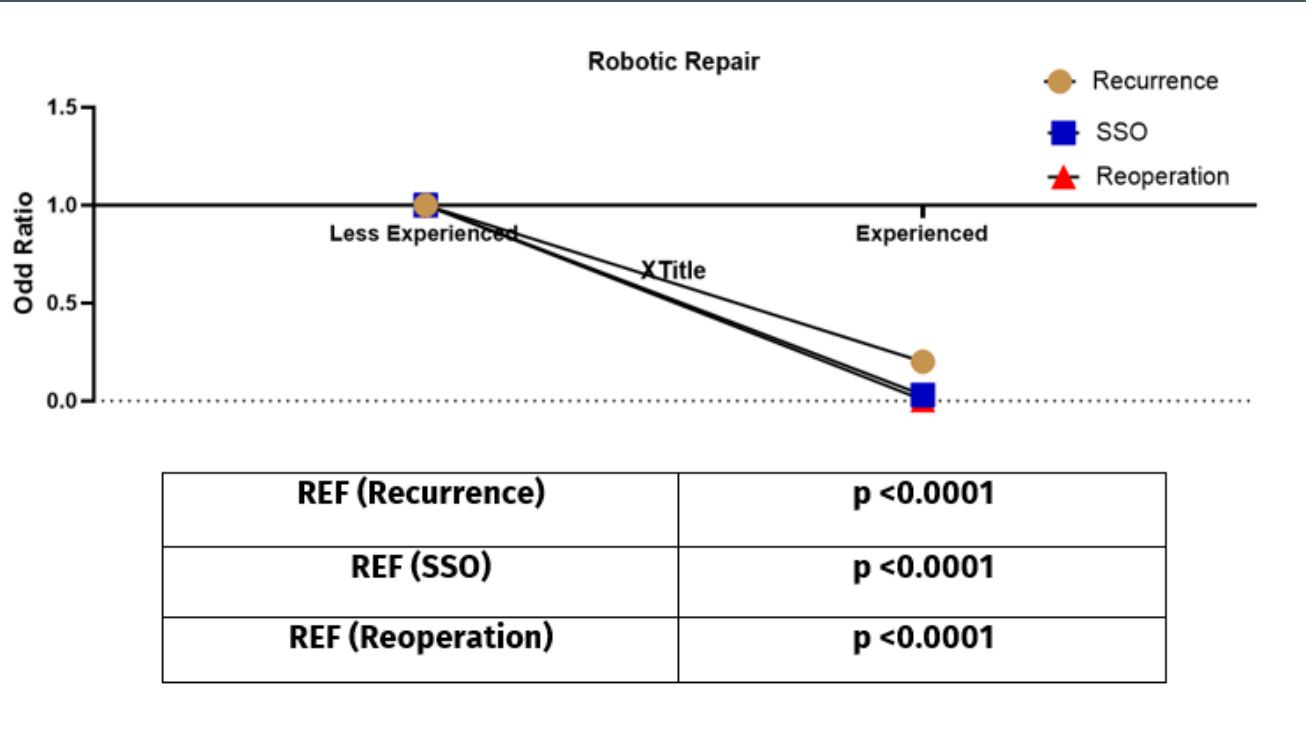 Robotic Repair
Recurrence
SSO
Reoperation
Odd Ratio
1.5
1.0
0.5
0.0
Less Experienced
Experienced
XTitle
REF (Recurrence) p <0.0001
REF (SSO) p <0.0001
REF (Reoperation) p <0.0001